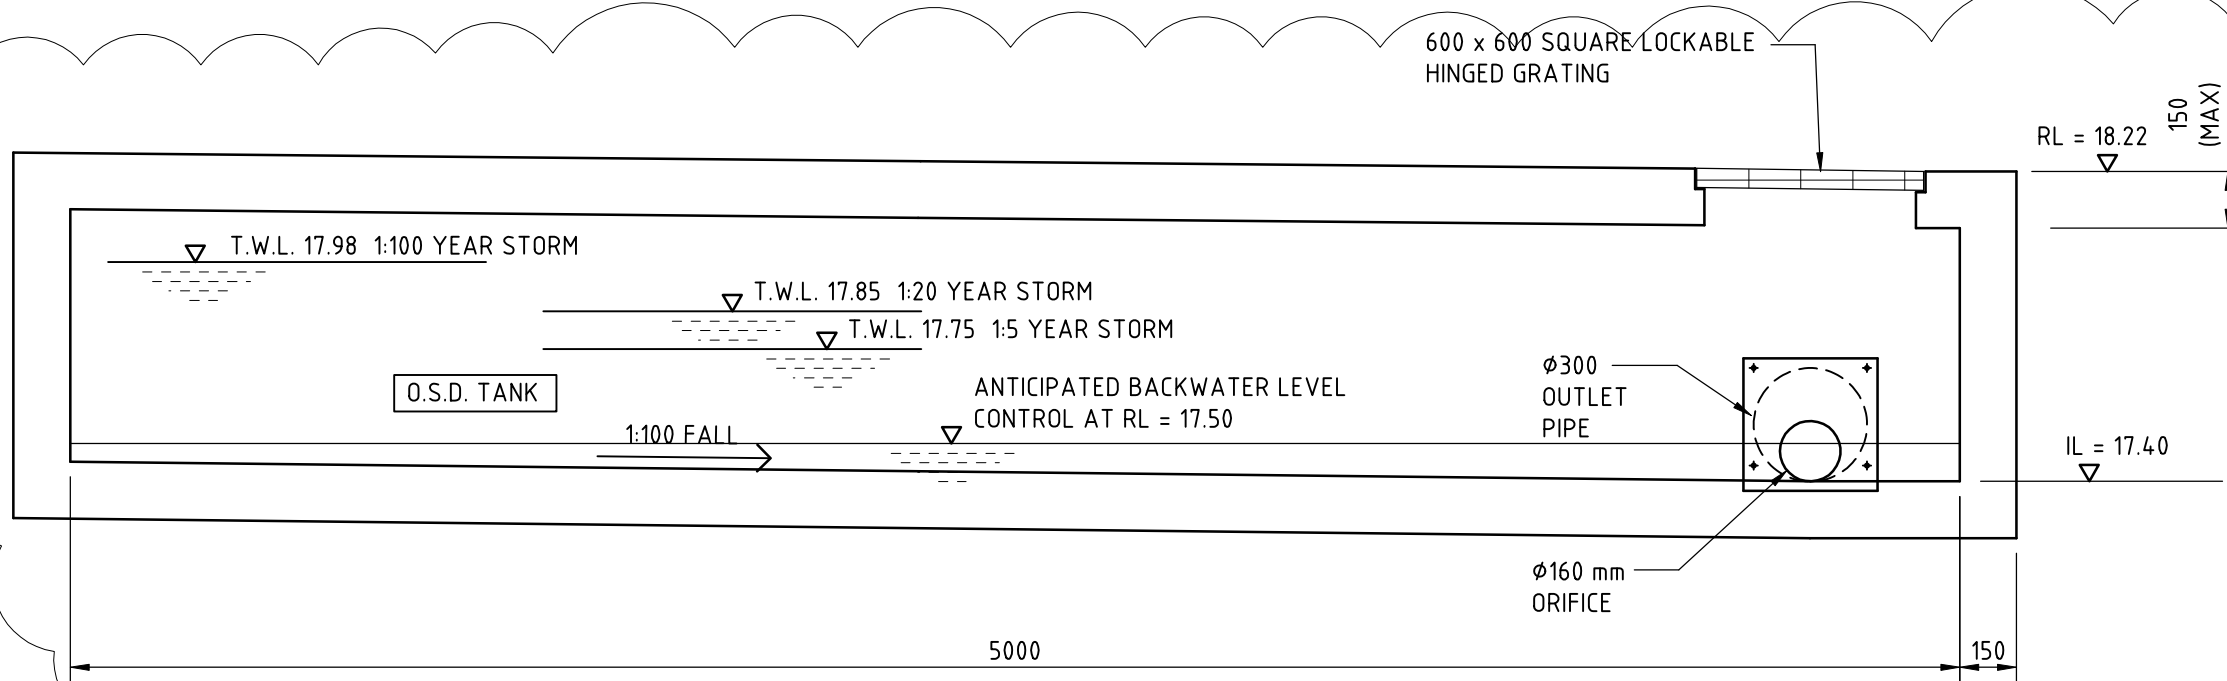 600 x 600 SQUARE LOCKABLE
HINGED GRATING
150
(MAX)
RL = 18.22
T.W.L. 17.98 1:100 YEAR STORM
T.W.L. 17.85 1:20 YEAR STORM
T.W.L. 17.75 1:5 YEAR STORM
O.S.D. TANK
ANTICIPATED BACKWATER LEVEL
CONTROL AT RL = 17.50
Ø300
OUTLET
PIPE
1:100 FALL
IL = 17.40
Ø160 mm
ORIFICE
5000
150